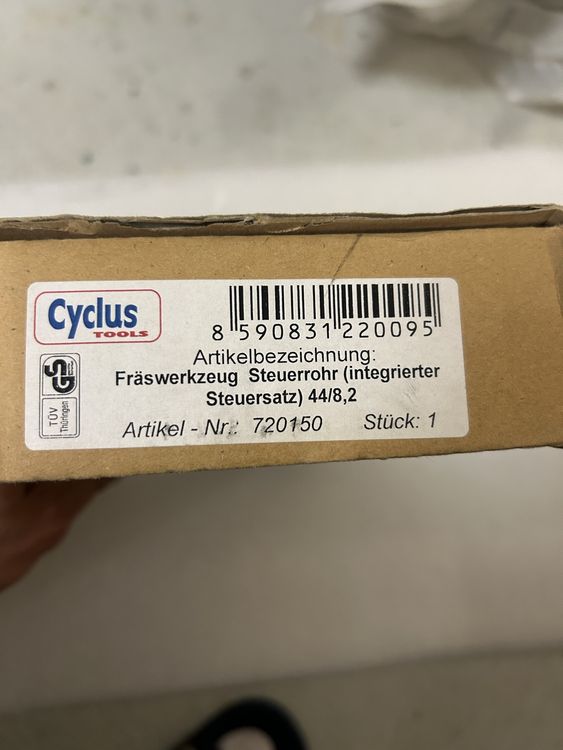 Cyclus
TOOLS
8 590831 220095
Artikelbezeichnung:
Fräswerkzeug Steuerrohr (integrierter
Steuersatz) 44/8,2
Artikel - Nr.: 720150 Stück: 1
GS
TÜV
Thüringen